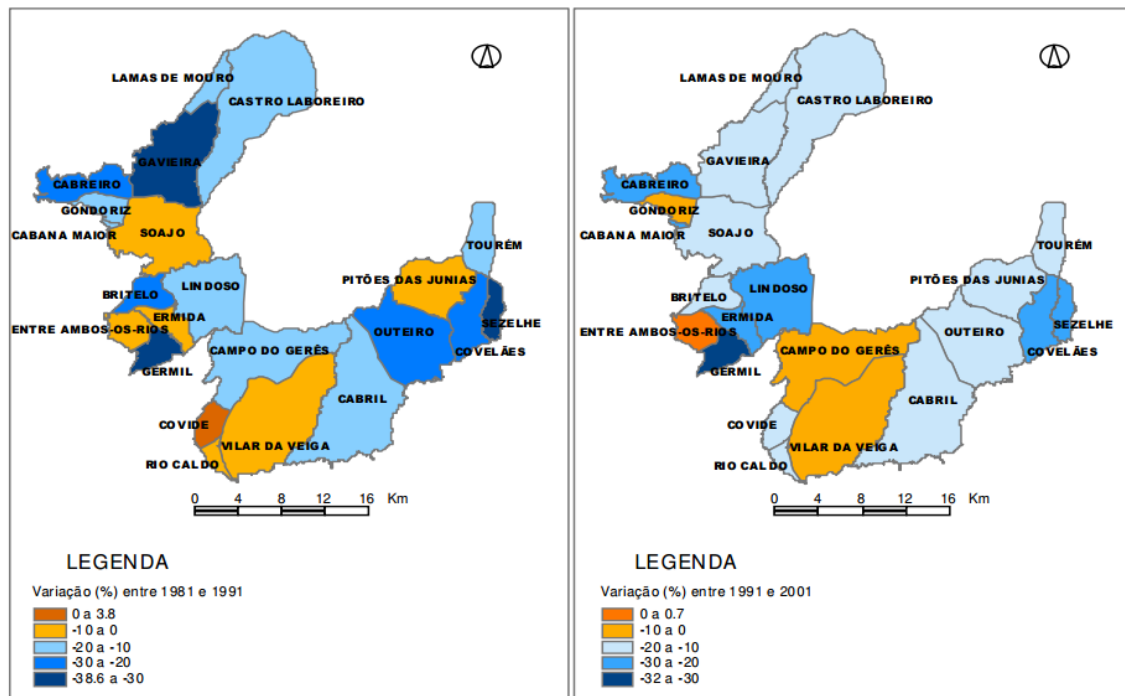 LAMAS DE MOURO
CASTRO LABOREIRO
GAVIEIRA
CABREIRO
GONDORIZ
CABANA MAIOR
SOAJO
TOURÉM
PITÕES DAS JUNIAS
LINDOSO
BRITELO
ERMIDA
ENTRE AMBOS-OS-RIOS
SEZELHE
OUTEIRO
COVELÃES
GERMIL
CAMPO DO GERÊS
CABRIL
COVIDE
VILAR DA VEIGA
RIO CALDO
0 4 8 12 16 Km
LEGENDA
Variação (%) entre 1981 e 1991
0 a 3.8
-10 a 0
-20 a -10
-30 a -20
-38.6 a -30
LAMAS DE MOURO
CASTRO LABOREIRO
GAVIEIRA
CABREIRO
GONDORIZ
CABANA MAIOR
SOAJO
TOURÉM
PITÕES DAS JUNIAS
LINDOSO
BRITELO
ERMIDA
ENTRE AMBOS-OS-RIOS
SEZELHE
OUTEIRO
COVELÃES
GERMIL
CAMPO DO GERÊS
CABRIL
COVIDE
VILAR DA VEIGA
RIO CALDO
0 4 8 12 16 Km
LEGENDA
Variação (%) entre 1991 e 2001
0 a 0.7
-10 a 0
-20 a -10
-30 a -20
-32 a -30